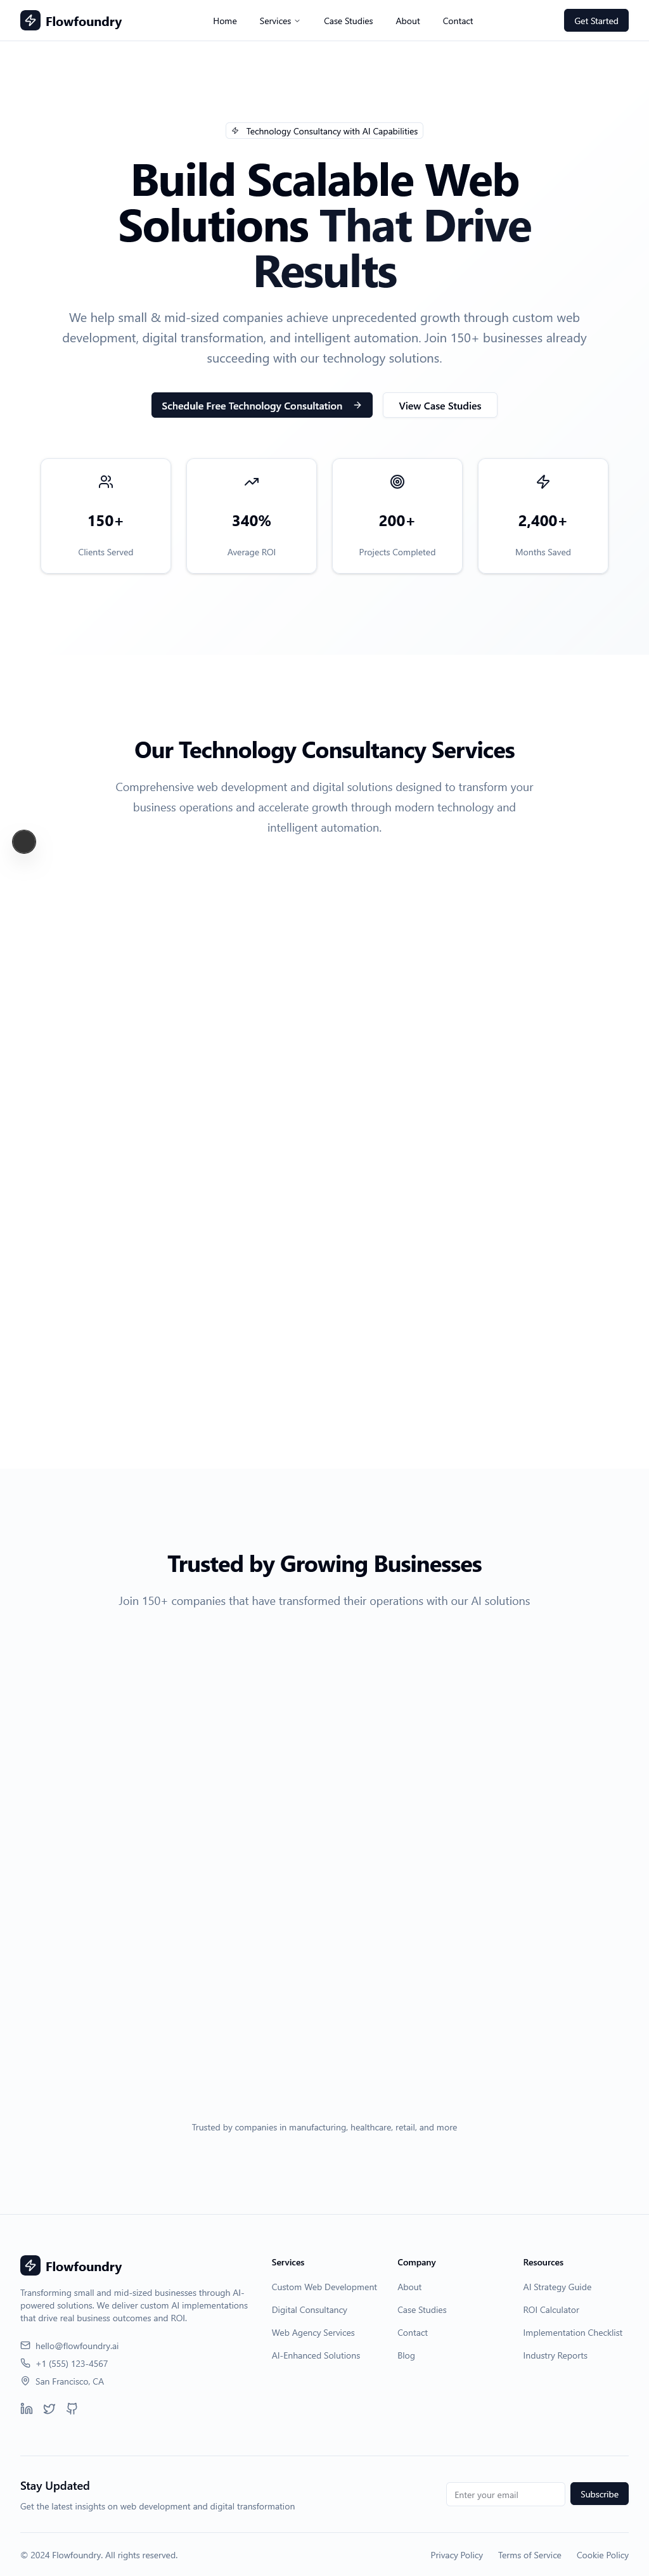 Flowfoundry
Home
Services
Case Studies
About
Contact
Get Started
Technology Consultancy with AI Capabilities
Build Scalable Web
Solutions That Drive
Results
We help small & mid-sized companies achieve unprecedented growth through custom web
development, digital transformation, and intelligent automation. Join 150+ businesses already
succeeding with our technology solutions.
Schedule Free Technology Consultation
View Case Studies
150+
Clients Served
340%
Average ROI
200+
Projects Completed
2,400+
Months Saved
Our Technology Consultancy Services
Comprehensive web development and digital solutions designed to transform your
business operations and accelerate growth through modern technology and
intelligent automation.
Trusted by Growing Businesses
Join 150+ companies that have transformed their operations with our AI solutions
Trusted by companies in manufacturing, healthcare, retail, and more
Flowfoundry
Transforming small and mid-sized businesses through AI-
powered solutions. We deliver custom AI implementations
that drive real business outcomes and ROI.
hello@flowfoundry.ai
+1 (555) 123-4567
San Francisco, CA
Services
Custom Web Development
Digital Consultancy
Web Agency Services
AI-Enhanced Solutions
Company
About
Case Studies
Contact
Blog
Resources
AI Strategy Guide
ROI Calculator
Implementation Checklist
Industry Reports
Stay Updated
Get the latest insights on web development and digital transformation
Enter your email
Subscribe
© 2024 Flowfoundry. All rights reserved.
Privacy Policy
Terms of Service
Cookie Policy